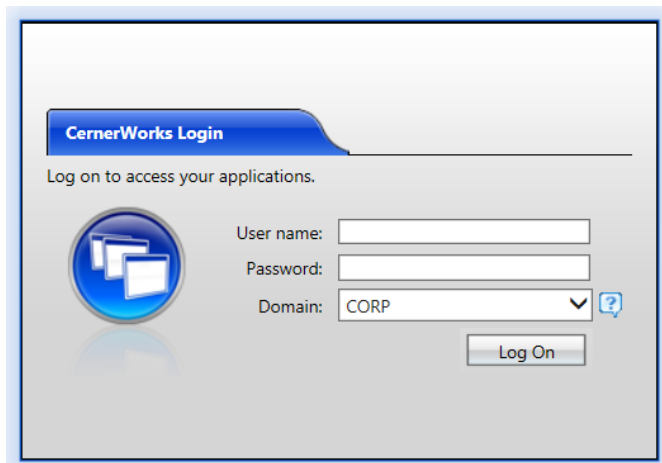 CernerWorks Login
Log on to access your applications.
User name:
Password:
Domain: CORP
?
Log On